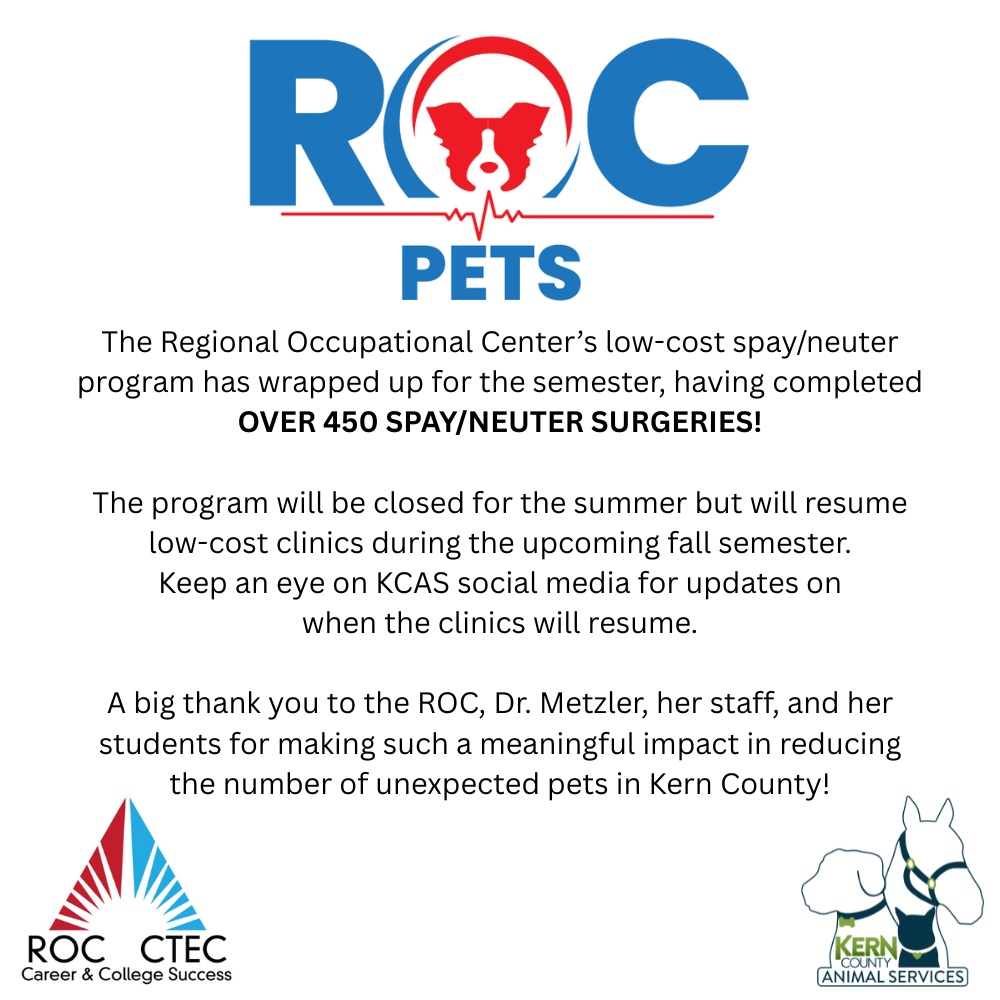 ROC
PETS
The Regional Occupational Center’s low-cost spay/neuter
program has wrapped up for the semester, having completed
OVER 450 SPAY/NEUTER SURGERIES!
The program will be closed for the summer but will resume
low-cost clinics during the upcoming fall semester.
Keep an eye on KCAS social media for updates on
when the clinics will resume.
A big thank you to the ROC, Dr. Metzler, her staff, and her
students for making such a meaningful impact in reducing
the number of unexpected pets in Kern County!
ROC CTEC
Career & College Success
KERN
COUNTY
ANIMAL SERVICES